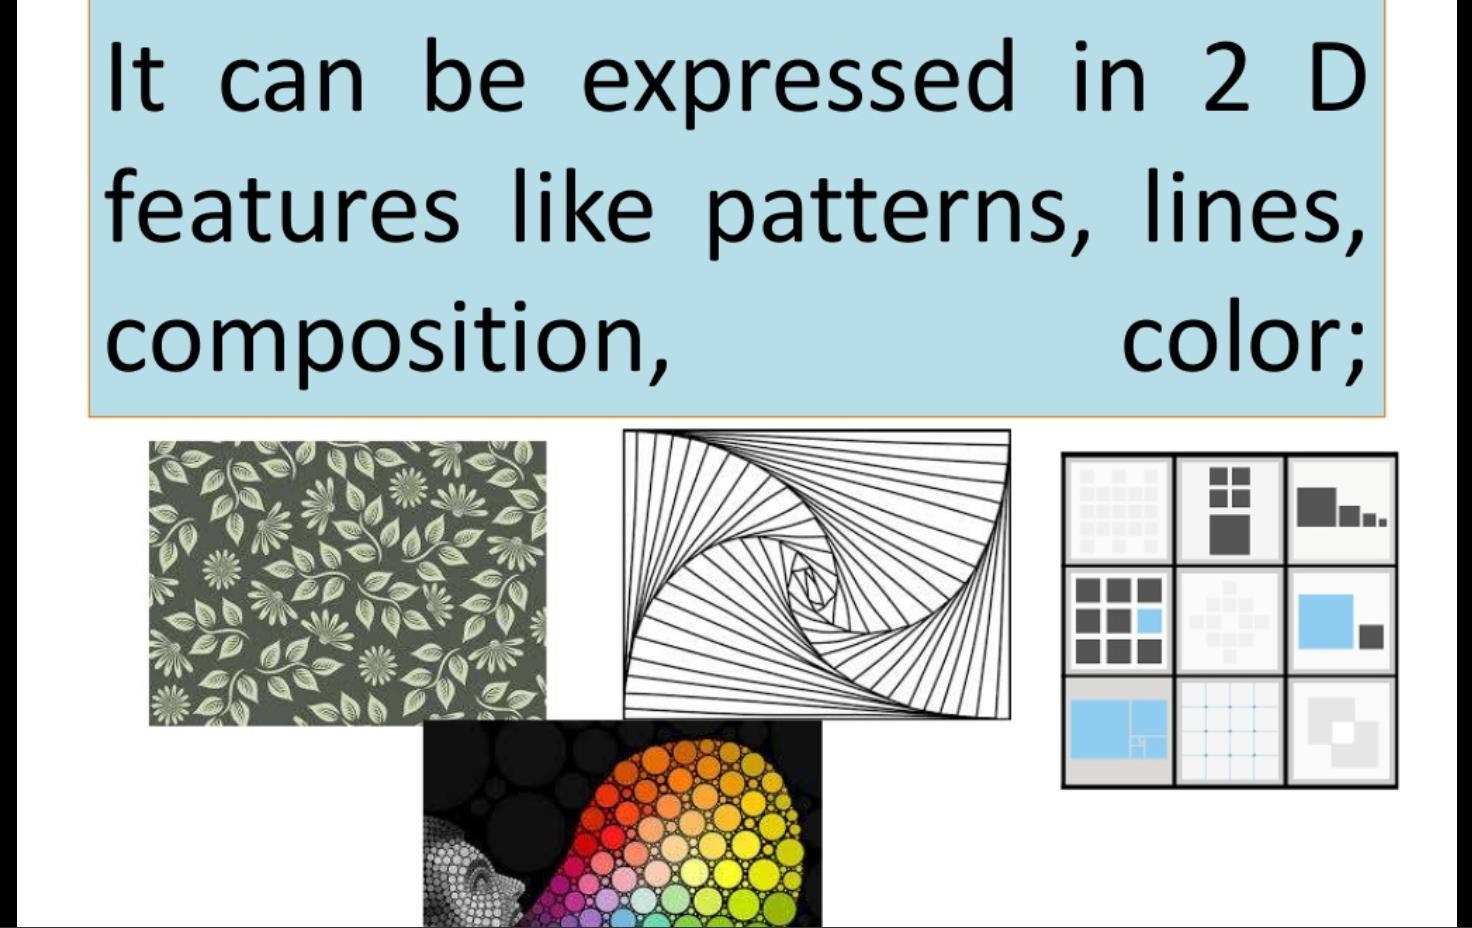 It can be expressed in 2 D
features like patterns, lines,
composition, color;